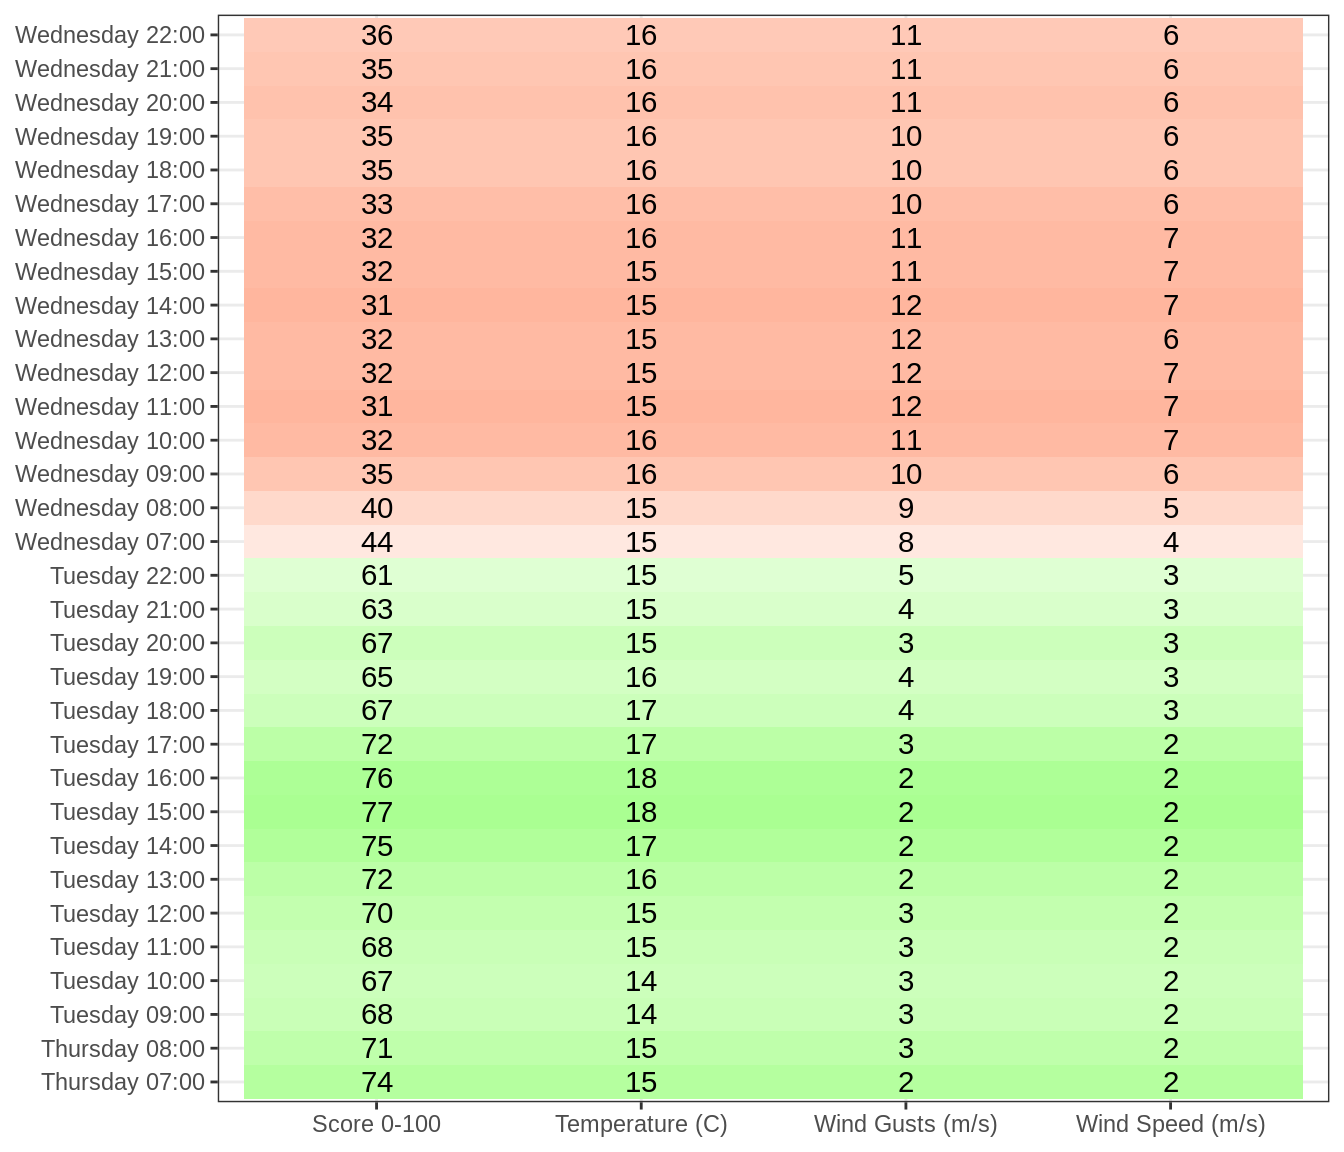 Wednesday 22:00 36 16 11 6
Wednesday 21:00 35 16 11 6
Wednesday 20:00 34 16 11 6
Wednesday 19:00 35 16 10 6
Wednesday 18:00 35 16 10 6
Wednesday 17:00 33 16 10 6
Wednesday 16:00 32 16 11 7
Wednesday 15:00 32 15 11 7
Wednesday 14:00 31 15 12 7
Wednesday 13:00 32 15 12 6
Wednesday 12:00 32 15 12 7
Wednesday 11:00 31 15 12 7
Wednesday 10:00 32 16 11 7
Wednesday 09:00 35 16 10 6
Wednesday 08:00 40 15 9 5
Wednesday 07:00 44 15 8 4
Tuesday 22:00 61 15 5 3
Tuesday 21:00 63 15 4 3
Tuesday 20:00 67 15 3 3
Tuesday 19:00 65 16 4 3
Tuesday 18:00 67 17 4 3
Tuesday 17:00 72 17 3 2
Tuesday 16:00 76 18 2 2
Tuesday 15:00 77 18 2 2
Tuesday 14:00 75 17 2 2
Tuesday 13:00 72 16 2 2
Tuesday 12:00 70 15 3 2
Tuesday 11:00 68 15 3 2
Tuesday 10:00 67 14 3 2
Tuesday 09:00 68 14 3 2
Thursday 08:00 71 15 3 2
Thursday 07:00 74 15 2 2
Score 0-100 Temperature (C) Wind Gusts (m/s) Wind Speed (m/s)